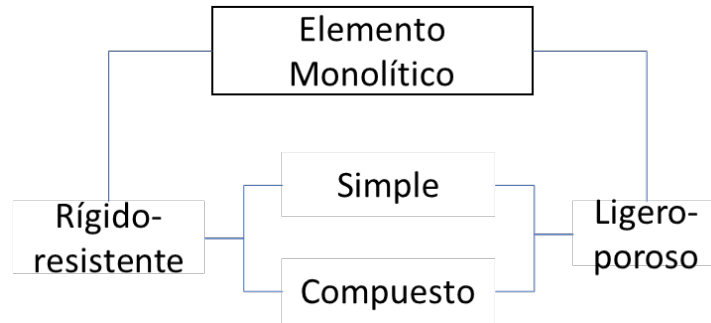 Elemento
Monolítico
Simple
Rígido-
resistente
Ligero-
poroso
Compuesto